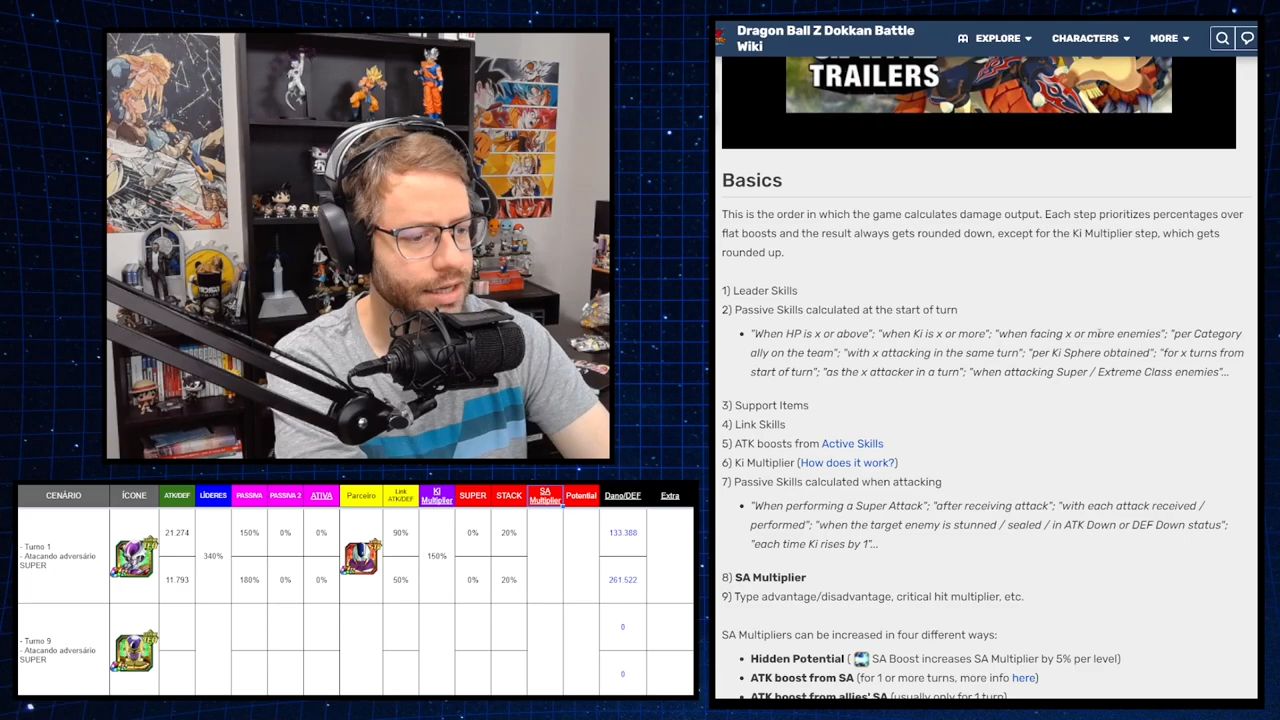 Dragon Ball Z Dokkan Battle
Wiki
EXPLORE
CHARACTERS
MORE
TRAILERS
Basics
This is the order in which the game calculates damage output. Each step prioritizes percentages over
flat boosts and the result always gets rounded down, except for the Ki Multiplier step, which gets
rounded up.
1) Leader Skills
2) Passive Skills calculated at the start of turn
• "When HP is x or above"; "when Ki is x or more"; "when facing x or more enemies"; "per Category
ally on the team"; "with x attacking in the same turn"; "per Ki Sphere obtained"; "for x turns from
start of turn"; "as the x attacker in a turn"; "when attacking Super / Extreme Class enemies"...
3) Support Items
4) Link Skills
5) ATK boosts from Active Skills
6) Ki Multiplier (How does it work?)
7) Passive Skills calculated when attacking
• "When performing a Super Attack"; "after receiving attack"; "with each attack received /
performed"; "when the target enemy is stunned / sealed / in ATK Down or DEF Down status";
"each time Ki rises by 1"...
8) SA Multiplier
9) Type advantage/disadvantage, critical hit multiplier, etc.
SA Multipliers can be increased in four different ways:
• Hidden Potential ( SA Boost increases SA Multiplier by 5% per level)
• ATK boost from SA (for 1 or more turns, more info here)
• ATK boost from allies' SA (usually only for 1 turn)
CENÁRIO ÍCONE ATK/DEF LÍDERES PASSIVA PASSIVA 2 ATIVA Parceiro Link ATK/DEF KI Multiplier SUPER STACK SA Multiplier Potential Dano/DEF Extra
- Turno 1
- Atacando adversário
SUPER
21.274 150% 0% 0% 90% 0% 20% 133.388
340% 150%
11.793 180% 0% 0% 50% 0% 20% 261.522
- Turno 9
- Atacando adversário
SUPER
0
0